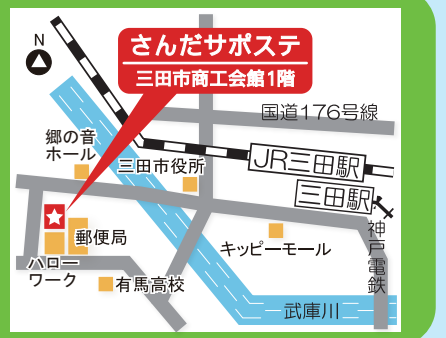 N
さんだサポステ
三田市商工会館1階
国道176号線
郷の音
ホール
三田市役所
JR三田駅
三田駅
神戸電鉄
郵便局
キッピーモール
ハロー
ワーク
有馬高校
武庫川